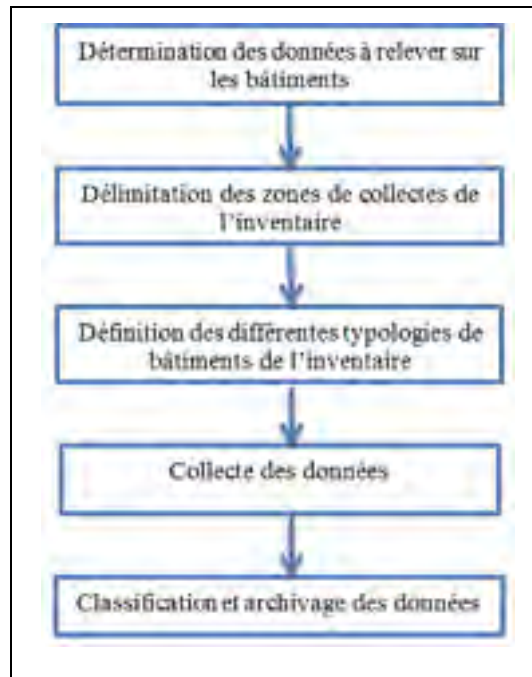 Détermination des données à relever sur
les bâtiments
Délimitation des zones de collectes de
l'inventaire
Définition des différentes typologies de
bâtiments de l'inventaire
Collecte des données
Classification et archivage des données